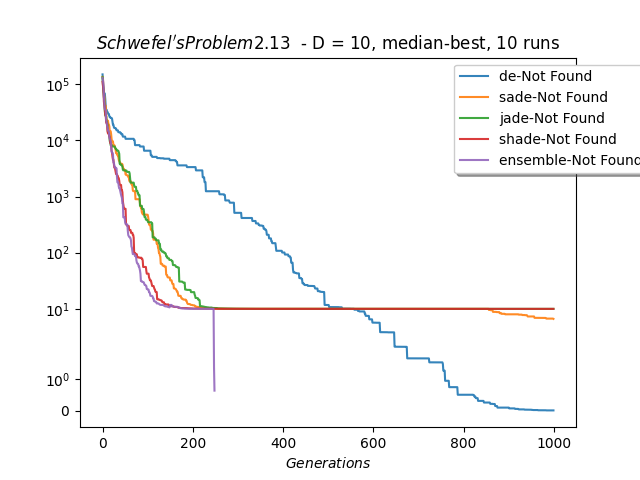 Schwefel'sProblem2.13 - D = 10, median-best, 10 runs
de-Not Found
sade-Not Found
jade-Not Found
shade-Not Found
ensemble-Not Found
10^5
10^4
10^3
10^2
10^1
10^0
0
0 200 400 600 800 1000
Generations